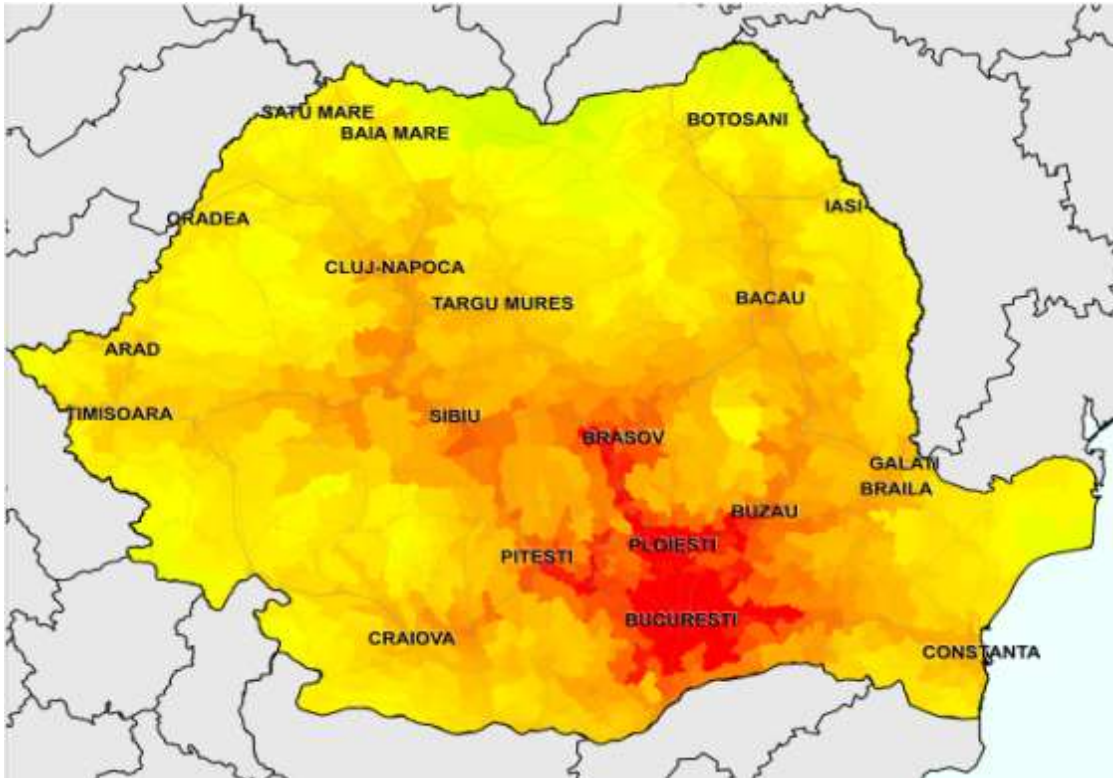 SATU MARE
BAIA MARE
BOTOSANI
ORADEA
IASI
CLUJ-NAPOCA
TARGU MURES
BACAU
ARAD
TIMISOARA
SIBIU
BRASOV
GALATI
BRAILA
BUZAU
PLOIESTI
PITESTI
BUCURESTI
CRAIOVA
CONSTANTA